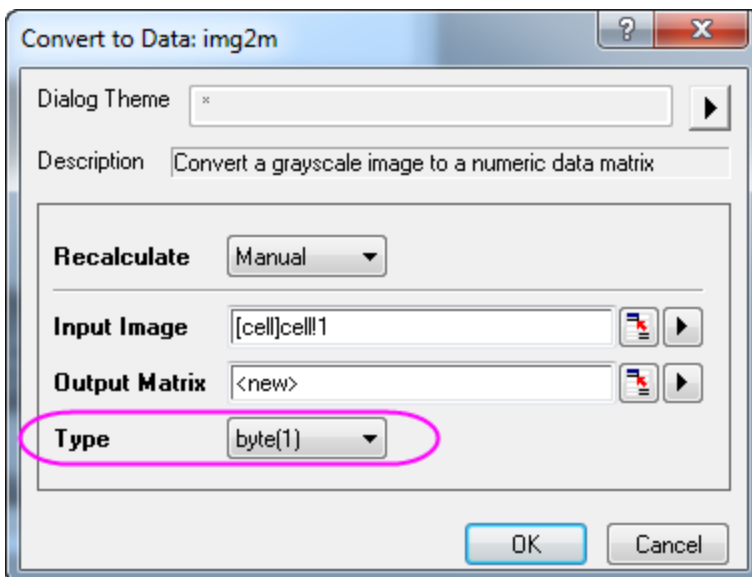 Convert to Data: img2m
Dialog Theme *
Description Convert a grayscale image to a numeric data matrix
Recalculate Manual
Input Image [cell]cell!1
Output Matrix <new>
Type byte(1)
OK Cancel